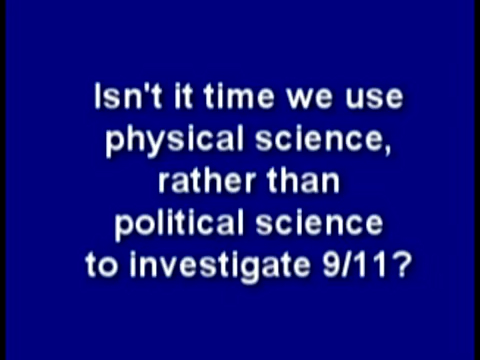 Isn't it time we use
physical science,
rather than
political science
to investigate 9/11?